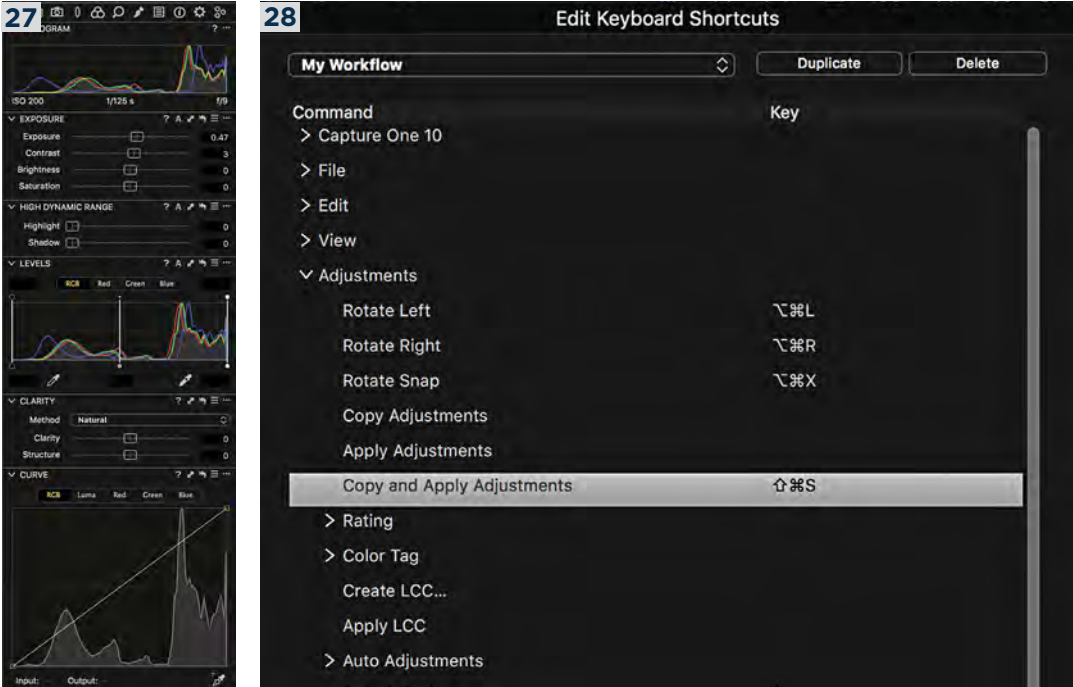 27
OGRAM
? ···
ISO 200 1/125 s f/9
EXPOSURE ? A
Exposure 0.47
Contrast 3
Brightness 0
Saturation 0
HIGH DYNAMIC RANGE ? A
Highlight 0
Shadow 0
LEVELS ? A
RGB Red Green Blue
CLARITY ?
Method Natural
Clarity 0
Structure 0
CURVE ?
RGB Luma Red Green Blue
Input: Output:
28
Edit Keyboard Shortcuts
My Workflow Duplicate Delete
Command Key
> Capture One 10
> File
> Edit
> View
Adjustments
Rotate Left ⌥⌘L
Rotate Right ⌥⌘R
Rotate Snap ⌥⌘X
Copy Adjustments
Apply Adjustments
Copy and Apply Adjustments ⇧⌘S
> Rating
> Color Tag
Create LCC...
Apply LCC
> Auto Adjustments